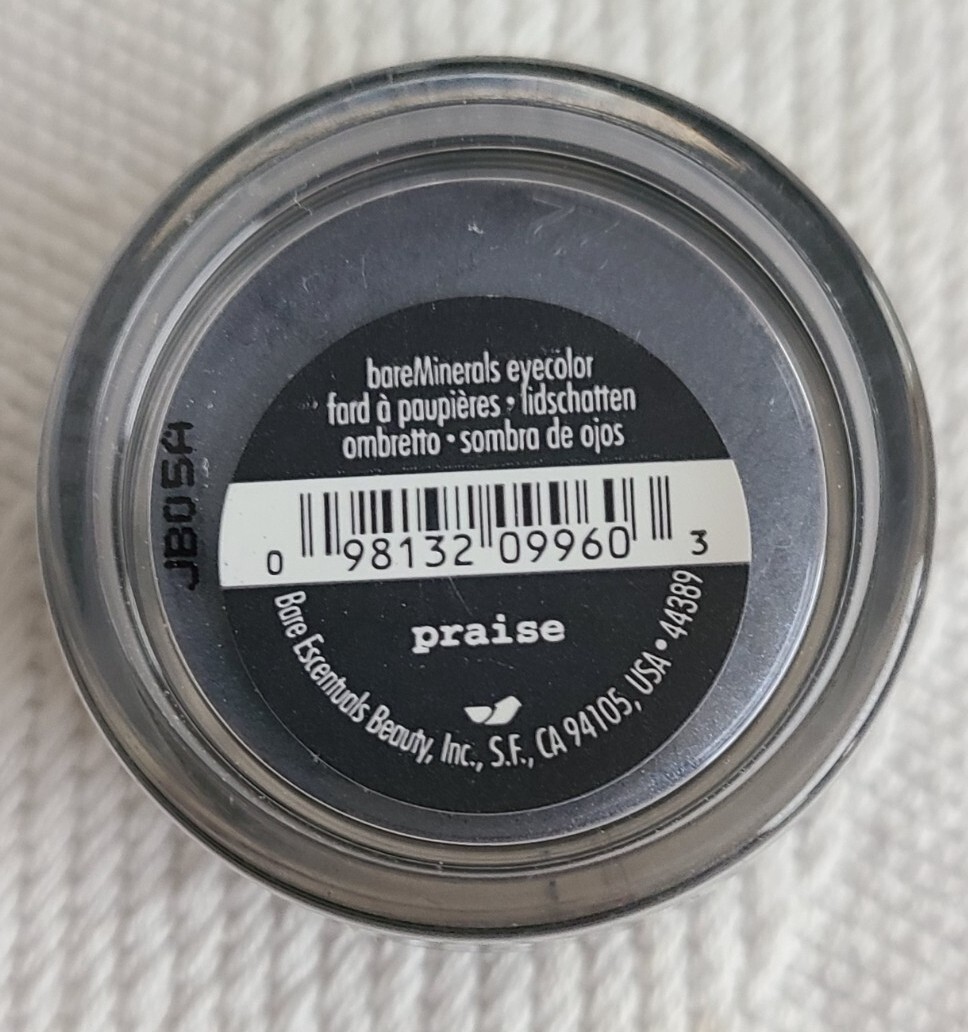 bareMinerals eyecolor
fard à paupières • lidschatten
ombretto • sombra de ojos
0 98132 09960 3
praise
Bare Escentuals Beauty, Inc., S.F., CA 94105, USA • 44389
JB05A